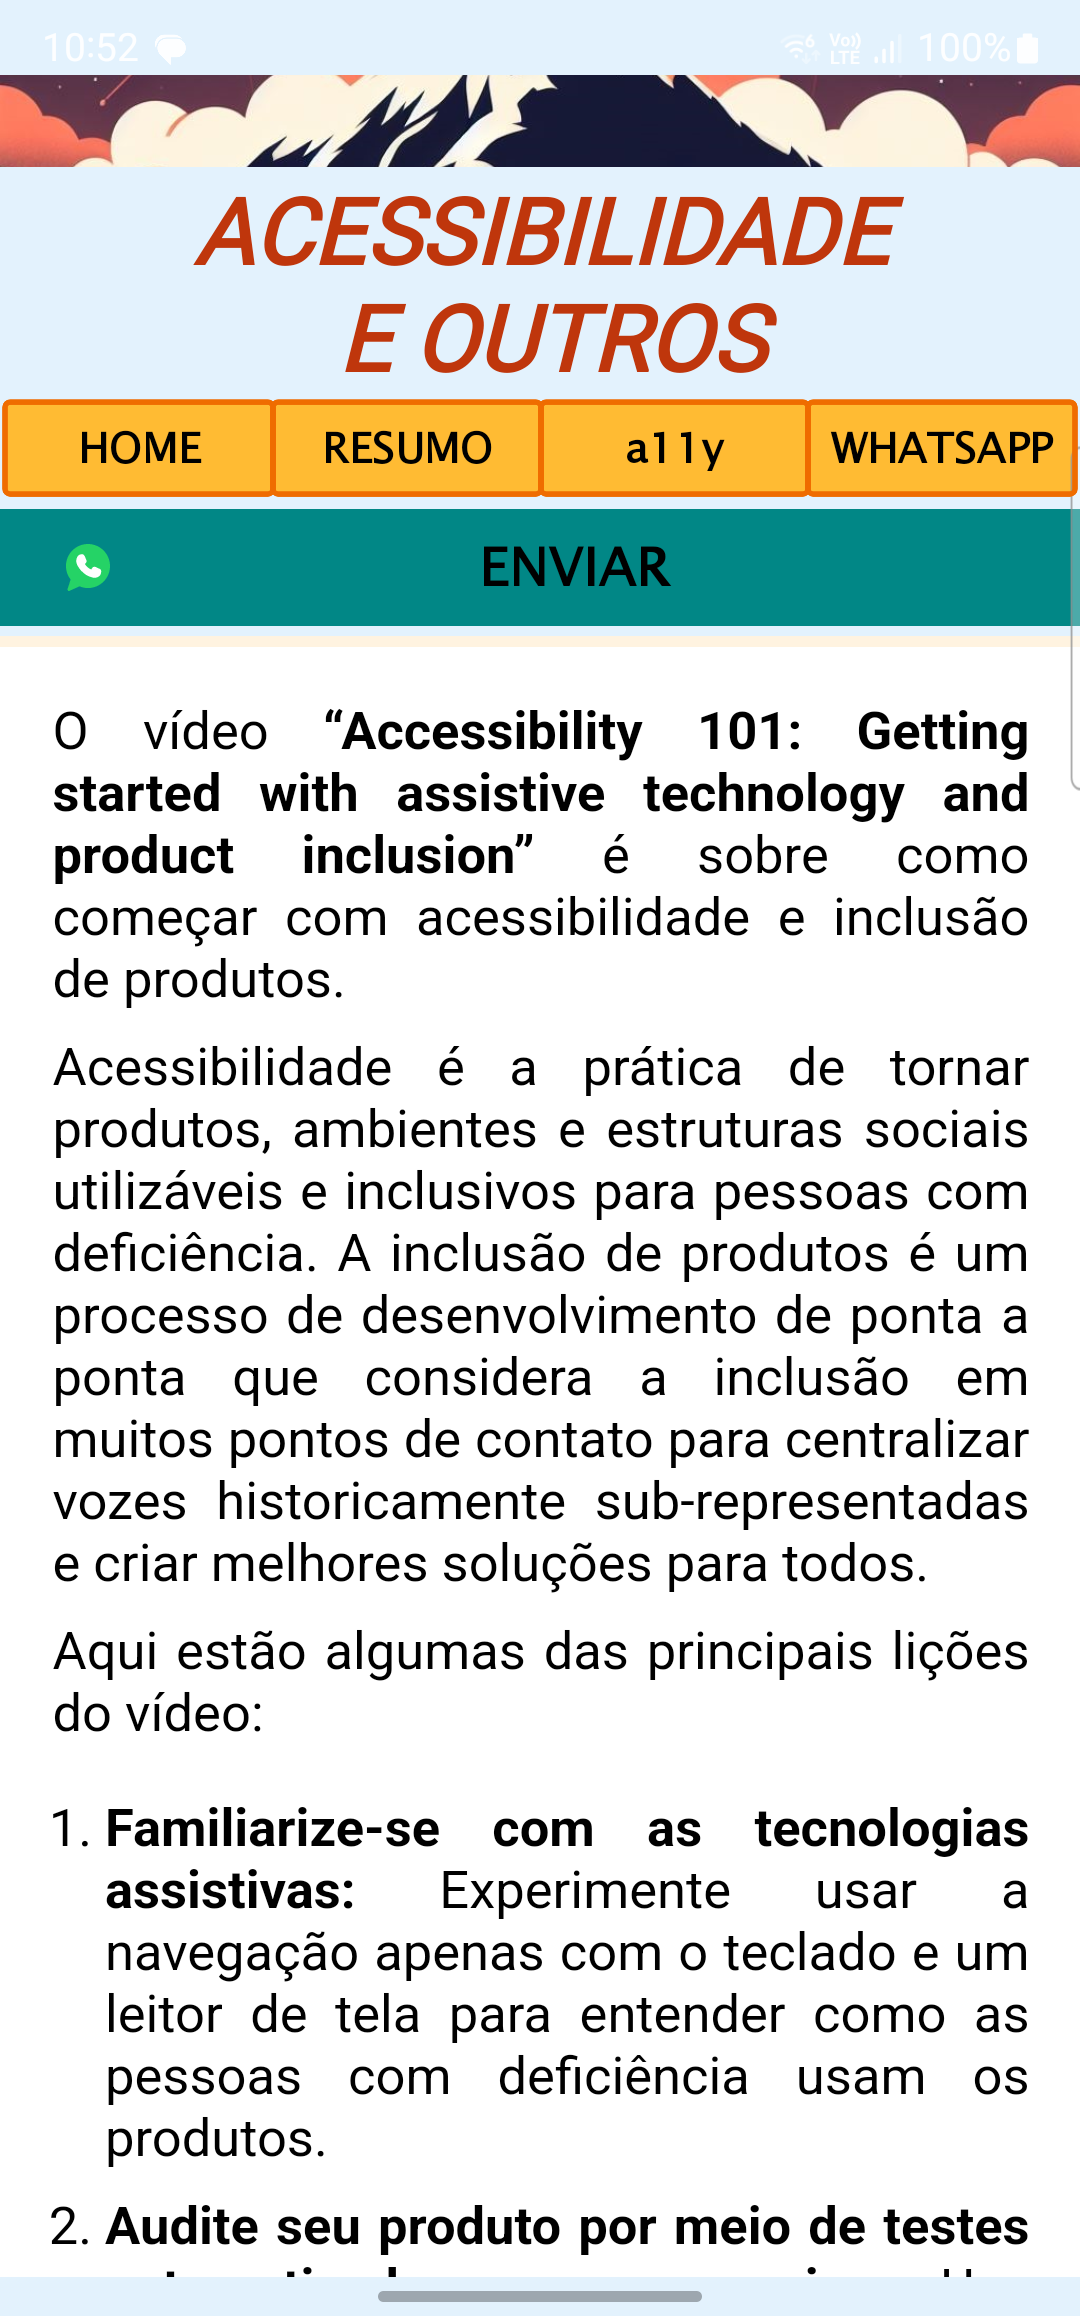 10:52
6 Vo)) LTE 100%
ACESSIBILIDADE
E OUTROS
HOME RESUMO a11y WHATSAPP
ENVIAR
O vídeo “Accessibility 101: Getting
started with assistive technology and
product inclusion” é sobre como
começar com acessibilidade e inclusão
de produtos.
Acessibilidade é a prática de tornar
produtos, ambientes e estruturas sociais
utilizáveis e inclusivos para pessoas com
deficiência. A inclusão de produtos é um
processo de desenvolvimento de ponta a
ponta que considera a inclusão em
muitos pontos de contato para centralizar
vozes historicamente sub-representadas
e criar melhores soluções para todos.
Aqui estão algumas das principais lições
do vídeo:
1. Familiarize-se com as tecnologias
assistivas: Experimente usar a
navegação apenas com o teclado e um
leitor de tela para entender como as
pessoas com deficiência usam os
produtos.
2. Audite seu produto por meio de testes